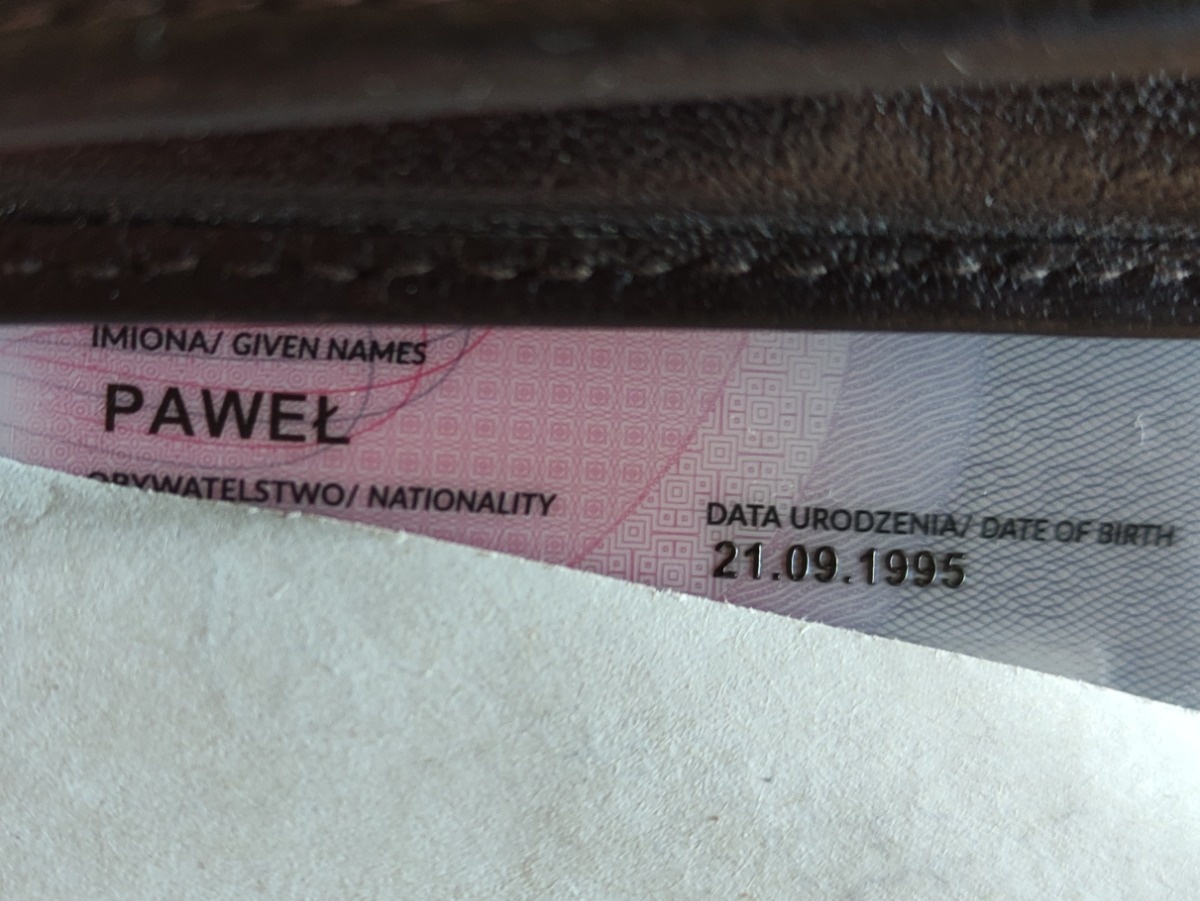 IMIONA/ GIVEN NAMES
PAWEŁ
OBYWATELSTWO/ NATIONALITY
DATA URODZENIA/ DATE OF BIRTH
21.09.1995